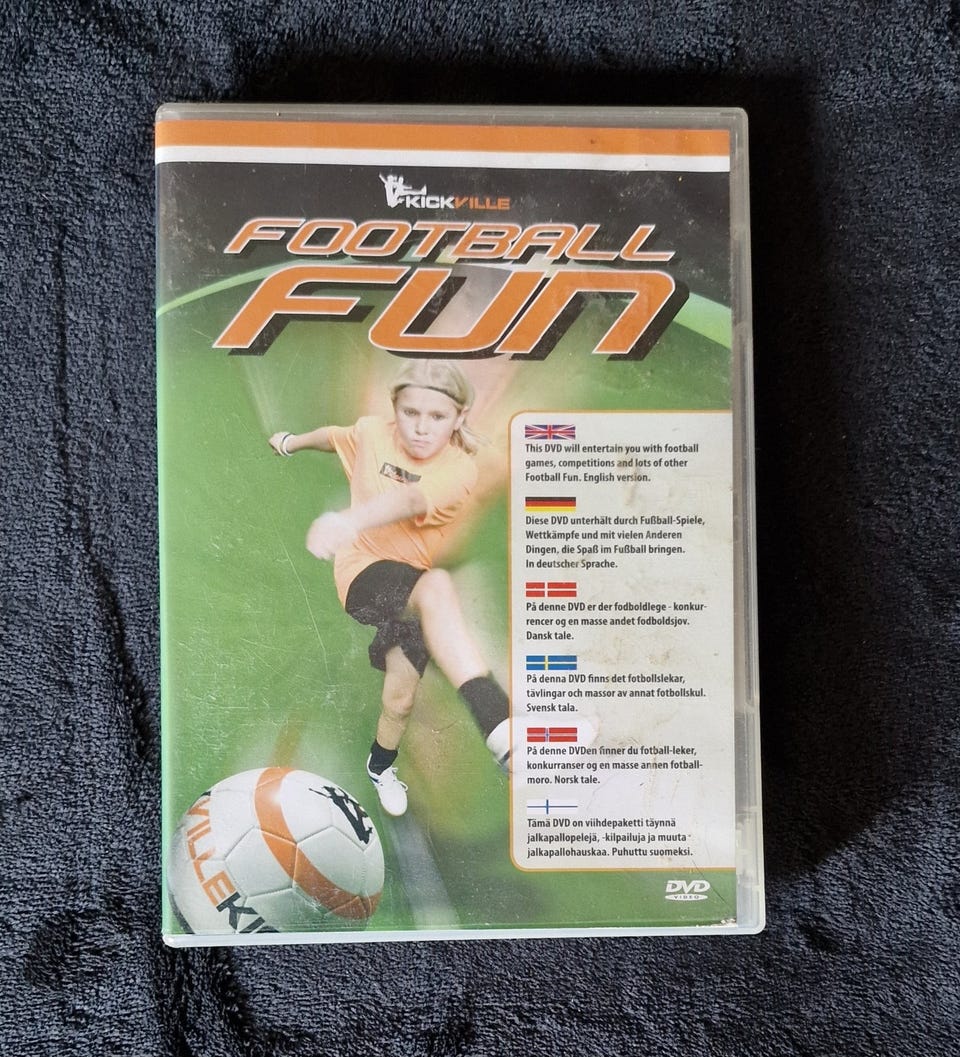 KICKVILLE
FOOTBALL
FUN
This DVD will entertain you with football
games, competitions and lots of other
Football Fun. English version.
Diese DVD unterhält durch Fußball-Spiele,
Wettkämpfe und mit vielen Anderen
Dingen, die Spaß im Fußball bringen.
In deutscher Sprache.
På denne DVD er der fodboldlege - konkur-
rencer og en masse andet fodboldsjov.
Dansk tale.
På denna DVD finns det fotbollslekar,
tävlingar och massor av annat fotbollskul.
Svensk tala.
På denne DVDen finner du fotball-leker,
konkurranser og en masse annen fotball-
moro. Norsk tale.
Tämä DVD on viihdepaketti täynnä
jalkapallopelejä, -kilpailuja ja muuta
jalkapallohauskaa. Puhuttu suomeksi.
VILLEKI
DVD
VIDEO